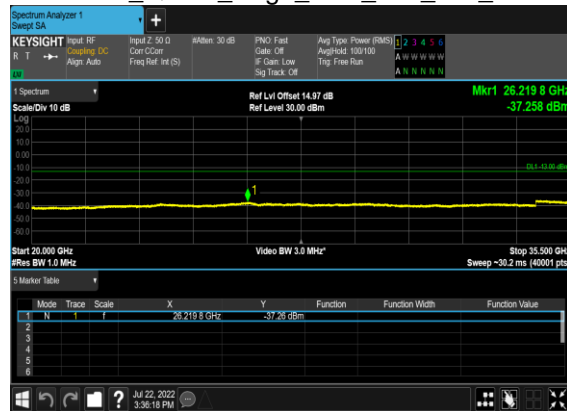 Spectrum Analyzer 1
Swept SA
KEYSIGHT Input: RF Input Z: 50 Ω #Atten: 30 dB PNO: Fast Avg Type: Power (RMS) 1 2 3 4 5 6
R T Coupling: DC Corr CCorr Gate: Off Avg|Hold: 100/100 A W W W W W
Align: Auto Freq Ref: Int (S) IF Gain: Low Trig: Free Run A N N N N N
Sig Track: Off
1 Spectrum
Ref Lvl Offset 14.97 dB Mkr1 26.219 8 GHz
Scale/Div 10 dB Ref Level 30.00 dBm -37.258 dBm
Log
20.0
10.0
0.00
-10.0 DL1 -13.00 dBm
-20.0
-30.0 1
-40.0
-50.0
-60.0
Start 20.000 GHz Video BW 3.0 MHz* Stop 35.500 GHz
#Res BW 1.0 MHz Sweep ~30.2 ms (40001 pts
5 Marker Table
Mode Trace Scale X Y Function Function Width Function Value
1 N 1 f 26.219 8 GHz -37.26 dBm
2
3
4
5
6
? Jul 22, 2022
3:36:18 PM